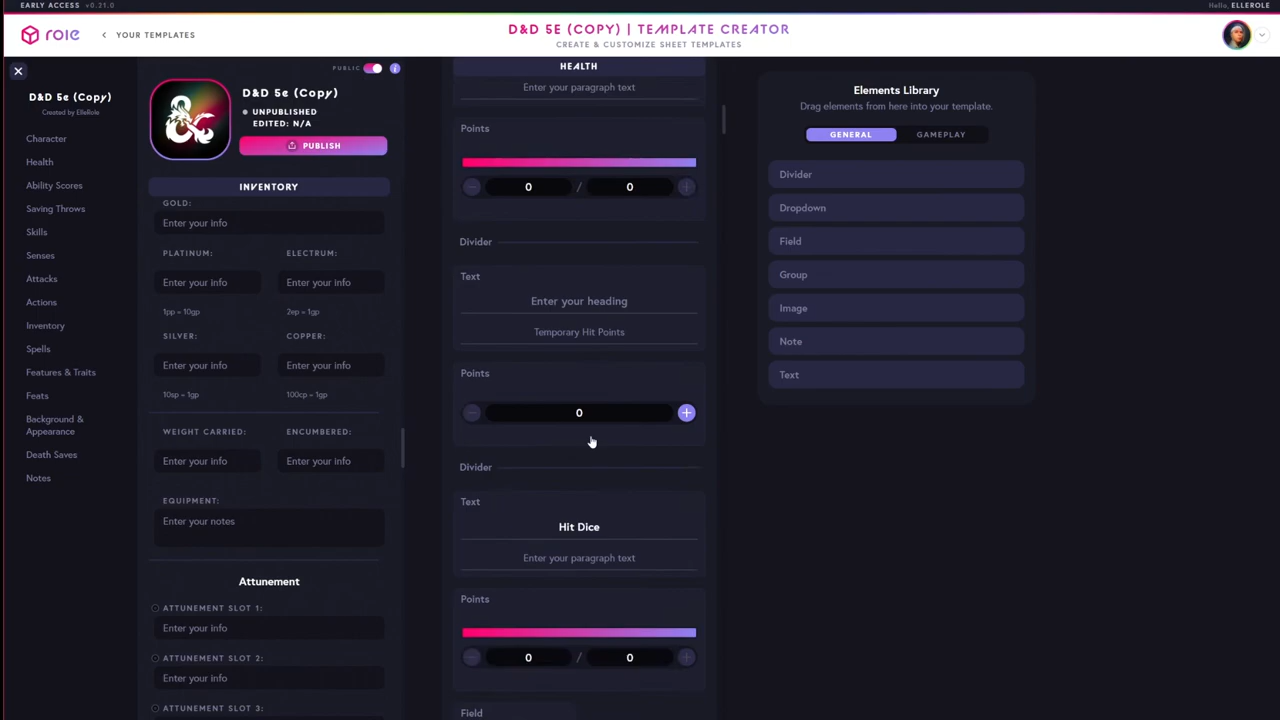 EARLY ACCESS v0.21.0
Hello, ELLEROLE
role
YOUR TEMPLATES
D&D 5E (COPY) | TEMPLATE CREATOR
CREATE & CUSTOMIZE SHEET TEMPLATES
D&D 5e (Copy)
Created by ElleRole
Character
Health
Ability Scores
Saving Throws
Skills
Senses
Attacks
Actions
Inventory
Spells
Features & Traits
Feats
Background &
Appearance
Death Saves
Notes
PUBLIC
i
D&D 5e (Copy)
UNPUBLISHED
EDITED: N/A
PUBLISH
INVENTORY
GOLD:
Enter your info
PLATINUM: ELECTRUM:
Enter your info Enter your info
1pp = 10gp 2ep = 1gp
SILVER: COPPER:
Enter your info Enter your info
10sp = 1gp 100cp = 1gp
WEIGHT CARRIED: ENCUMBERED:
Enter your info Enter your info
EQUIPMENT:
Enter your notes
Attunement
ATTUNEMENT SLOT 1:
Enter your info
ATTUNEMENT SLOT 2:
Enter your info
ATTUNEMENT SLOT 3:
HEALTH
Enter your paragraph text
Points
0 / 0
Divider
Text
Enter your heading
Temporary Hit Points
Points
0
Divider
Text
Hit Dice
Enter your paragraph text
Points
0 / 0
Field
Elements Library
Drag elements from here into your template.
GENERAL GAMEPLAY
Divider
Dropdown
Field
Group
Image
Note
Text